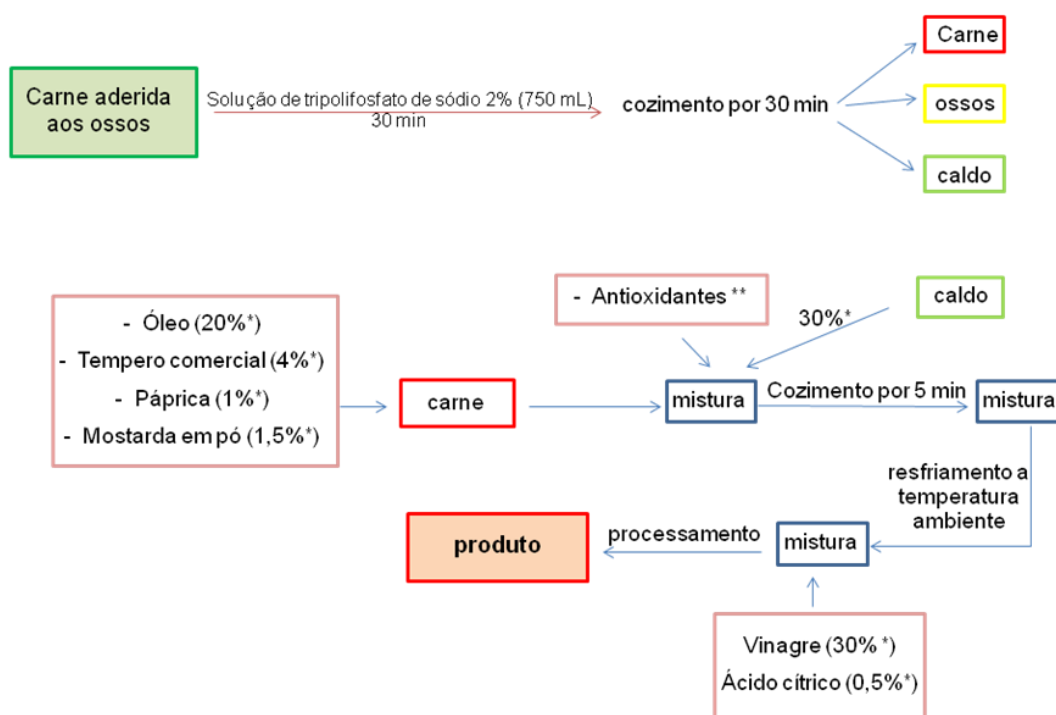 Carne aderida
aos ossos
Solução de tripolifosfato de sódio 2% (750 mL)
30 min
cozimento por 30 min
Carne
ossos
caldo
- Óleo (20%*)
- Tempero comercial (4%*)
- Páprica (1%*)
- Mostarda em pó (1,5%*)
carne
- Antioxidantes **
30%*
caldo
mistura
Cozimento por 5 min
mistura
resfriamento a
temperatura
ambiente
mistura
processamento
produto
Vinagre (30% *)
Ácido cítrico (0,5%*)